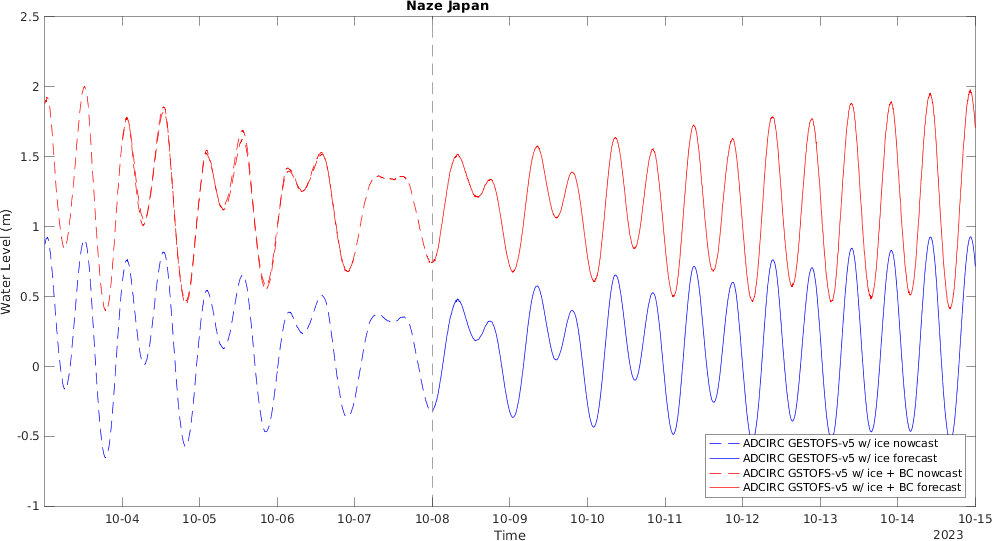 Naze Japan
2.5
2
1.5
1
0.5
0
-0.5
-1
Water Level (m)
10-04 10-05 10-06 10-07 10-08 10-09 10-10 10-11 10-12 10-13 10-14 10-15
Time
2023
ADCIRC GESTOFS-v5 w/ ice nowcast
ADCIRC GESTOFS-v5 w/ ice forecast
ADCIRC GSTOFS-v5 w/ ice + BC nowcast
ADCIRC GSTOFS-v5 w/ ice + BC forecast